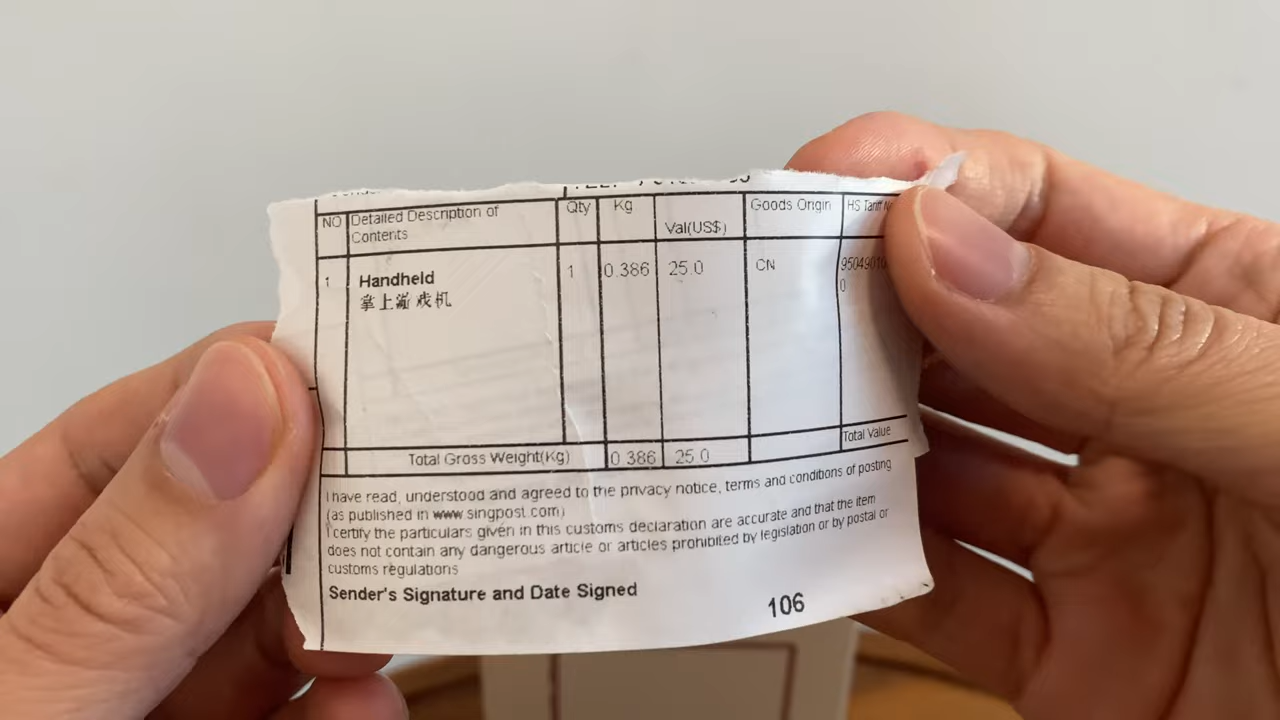 NO Detailed Description of Contents Qty Kg Val(US$) Goods Origin HS Tariff
1 Handheld 1 0.386 25.0 CN 95049010
掌上游戏机 0
Total Value
Total Gross Weight(Kg) 0.386 25.0
I have read, understood and agreed to the privacy notice, terms and conditions of posting
(as published in www.singpost.com)
I certify the particulars given in this customs declaration are accurate and that the item
does not contain any dangerous article or articles prohibited by legislation or by postal or
customs regulations
Sender's Signature and Date Signed
106